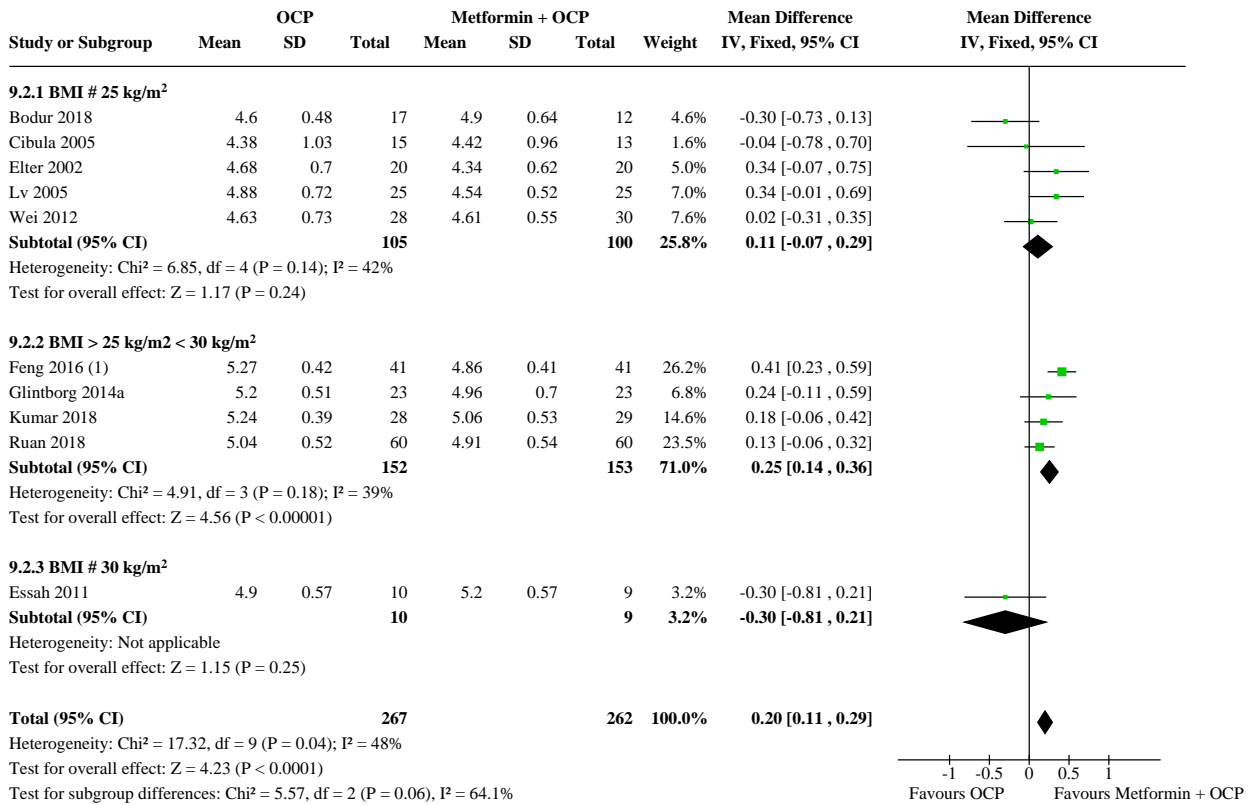 OCP Metformin + OCP Mean Difference Mean Difference
Study or Subgroup Mean SD Total Mean SD Total Weight IV, Fixed, 95% CI IV, Fixed, 95% CI
9.2.1 BMI # 25 kg/m²
Bodur 2018 4.6 0.48 17 4.9 0.64 12 4.6% -0.30 [-0.73 , 0.13]
Cibula 2005 4.38 1.03 15 4.42 0.96 13 1.6% -0.04 [-0.78 , 0.70]
Elter 2002 4.68 0.7 20 4.34 0.62 20 5.0% 0.34 [-0.07 , 0.75]
Lv 2005 4.88 0.72 25 4.54 0.52 25 7.0% 0.34 [-0.01 , 0.69]
Wei 2012 4.63 0.73 28 4.61 0.55 30 7.6% 0.02 [-0.31 , 0.35]
Subtotal (95% CI) 105 100 25.8% 0.11 [-0.07 , 0.29]
Heterogeneity: Chi² = 6.85, df = 4 (P = 0.14); I² = 42%
Test for overall effect: Z = 1.17 (P = 0.24)
9.2.2 BMI > 25 kg/m2 < 30 kg/m²
Feng 2016 (1) 5.27 0.42 41 4.86 0.41 41 26.2% 0.41 [0.23 , 0.59]
Glintborg 2014a 5.2 0.51 23 4.96 0.7 23 6.8% 0.24 [-0.11 , 0.59]
Kumar 2018 5.24 0.39 28 5.06 0.53 29 14.6% 0.18 [-0.06 , 0.42]
Ruan 2018 5.04 0.52 60 4.91 0.54 60 23.5% 0.13 [-0.06 , 0.32]
Subtotal (95% CI) 152 153 71.0% 0.25 [0.14 , 0.36]
Heterogeneity: Chi² = 4.91, df = 3 (P = 0.18); I² = 39%
Test for overall effect: Z = 4.56 (P < 0.00001)
9.2.3 BMI # 30 kg/m²
Essah 2011 4.9 0.57 10 5.2 0.57 9 3.2% -0.30 [-0.81 , 0.21]
Subtotal (95% CI) 10 9 3.2% -0.30 [-0.81 , 0.21]
Heterogeneity: Not applicable
Test for overall effect: Z = 1.15 (P = 0.25)
Total (95% CI) 267 262 100.0% 0.20 [0.11 , 0.29]
Heterogeneity: Chi² = 17.32, df = 9 (P = 0.04); I² = 48%
Test for overall effect: Z = 4.23 (P < 0.0001)
-1 -0.5 0 0.5 1
Test for subgroup differences: Chi² = 5.57, df = 2 (P = 0.06), I² = 64.1% Favours OCP Favours Metformin + OCP